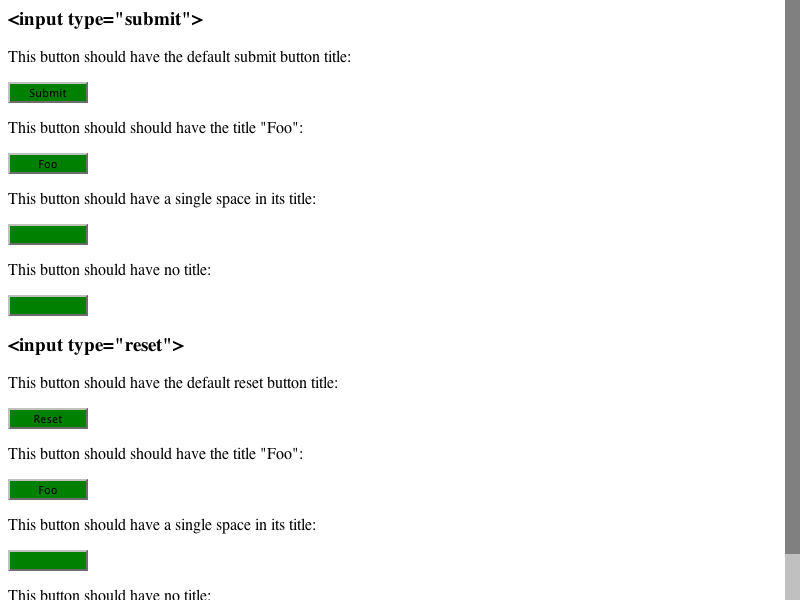 <input type="submit">
This button should have the default submit button title:
Submit
This button should should have the title "Foo":
Foo
This button should have a single space in its title:
This button should have no title:
<input type="reset">
This button should have the default reset button title:
Reset
This button should should have the title "Foo":
Foo
This button should have a single space in its title:
This button should have no title: